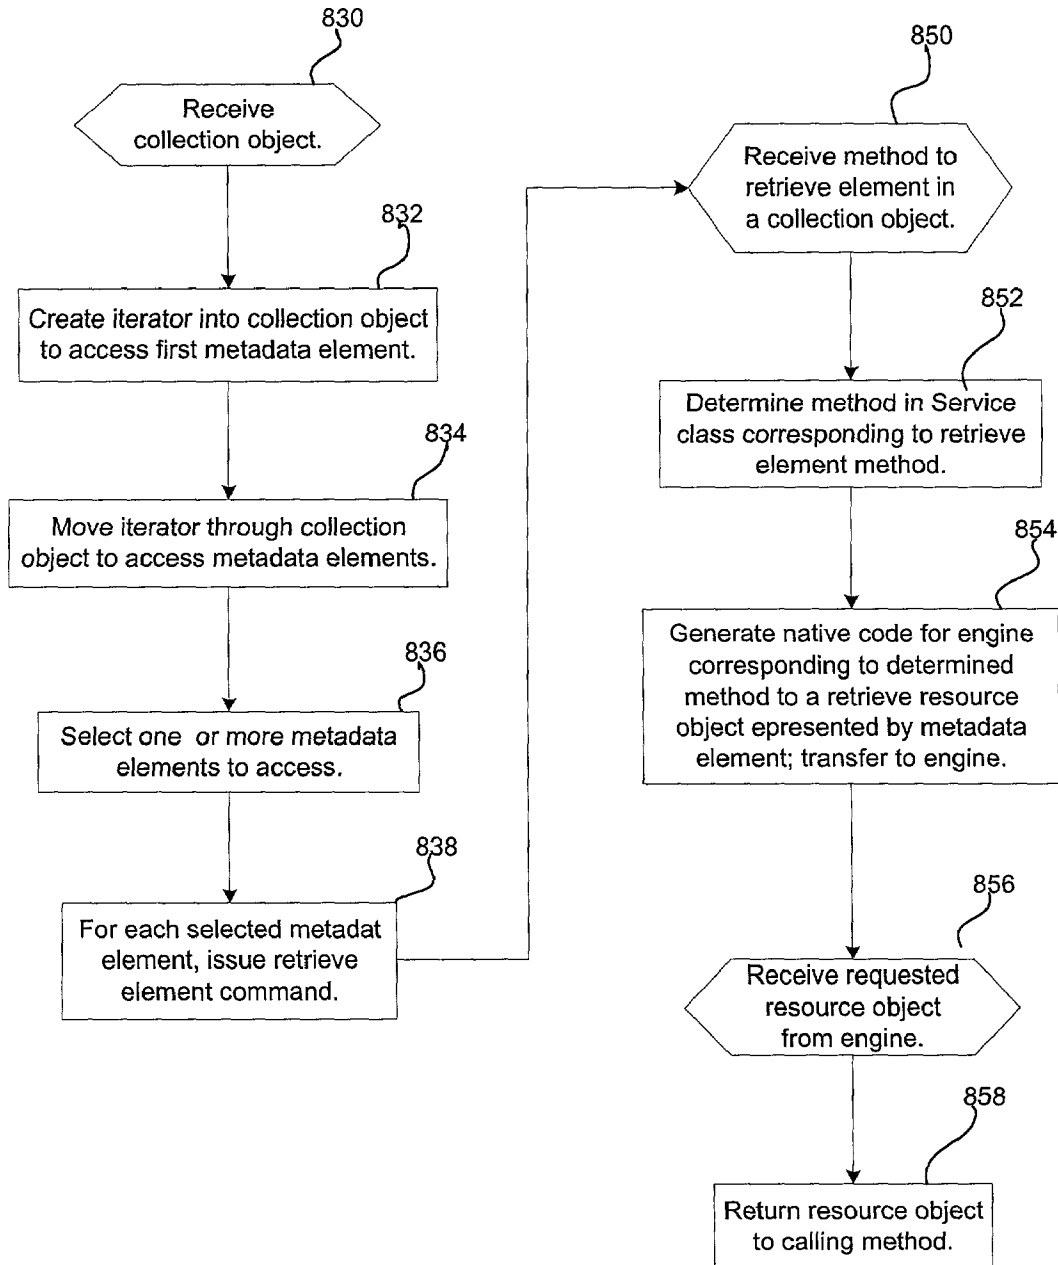 830
Receive
collection object.
832
Create iterator into collection object
to access first metadata element.
834
Move iterator through collection
object to access metadata elements.
836
Select one or more metadata
elements to access.
838
For each selected metadat
element, issue retrieve
element command.
850
Receive method to
retrieve element in
a collection object.
852
Determine method in Service
class corresponding to retrieve
element method.
854
Generate native code for engine
corresponding to determined
method to a retrieve resource
object epresented by metadata
element; transfer to engine.
856
Receive requested
resource object
from engine.
858
Return resource object
to calling method.